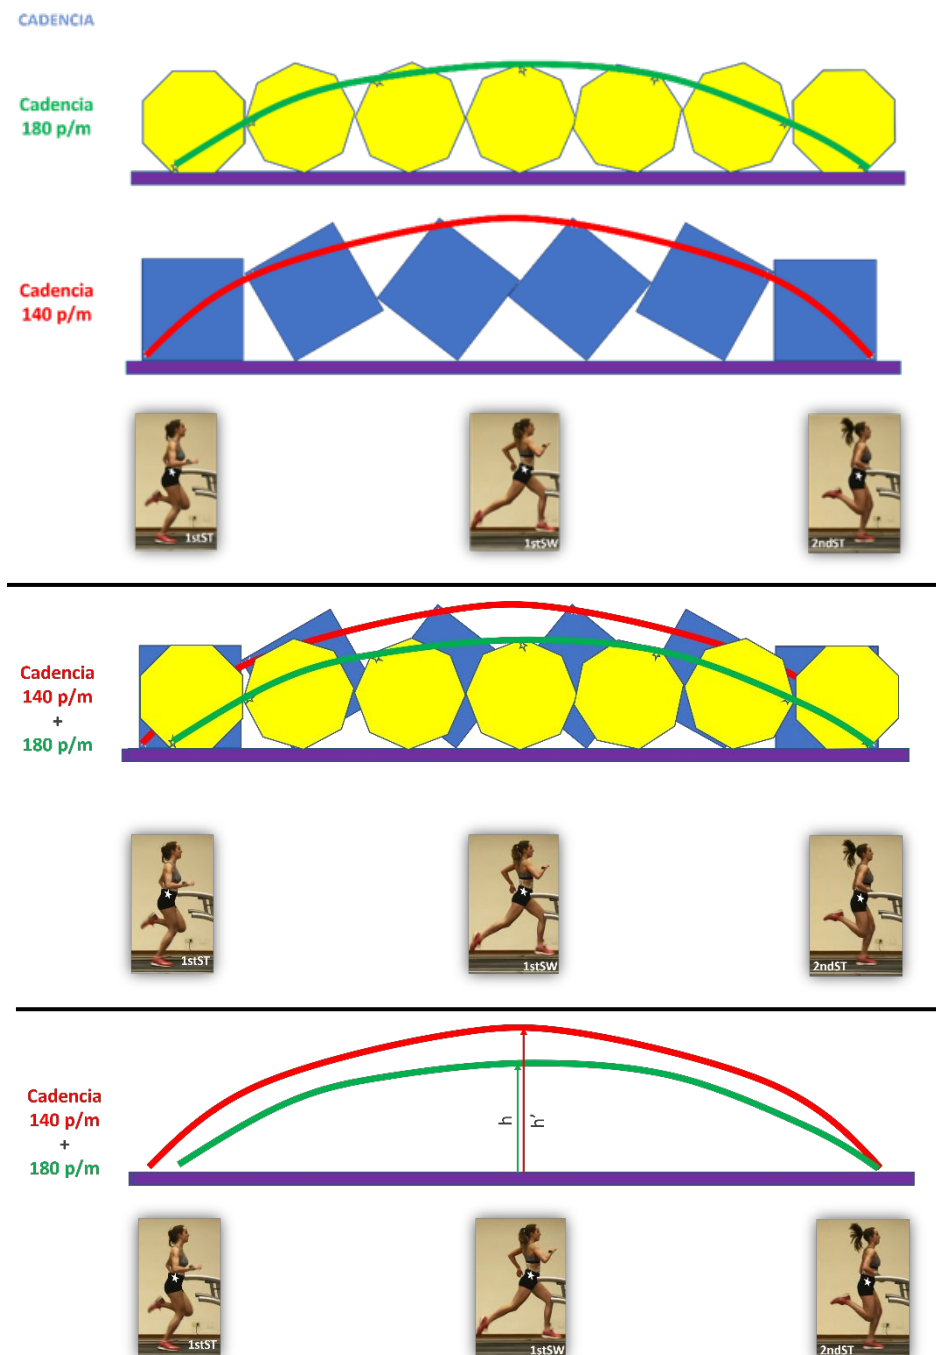 CADENCIA
Cadencia
180 p/m
Cadencia
140 p/m
1stST
1stSW
2ndST
Cadencia
140 p/m
+
180 p/m
1stST
1stSW
2ndST
Cadencia
140 p/m
+
180 p/m
h
h'
1stST
1stSW
2ndST